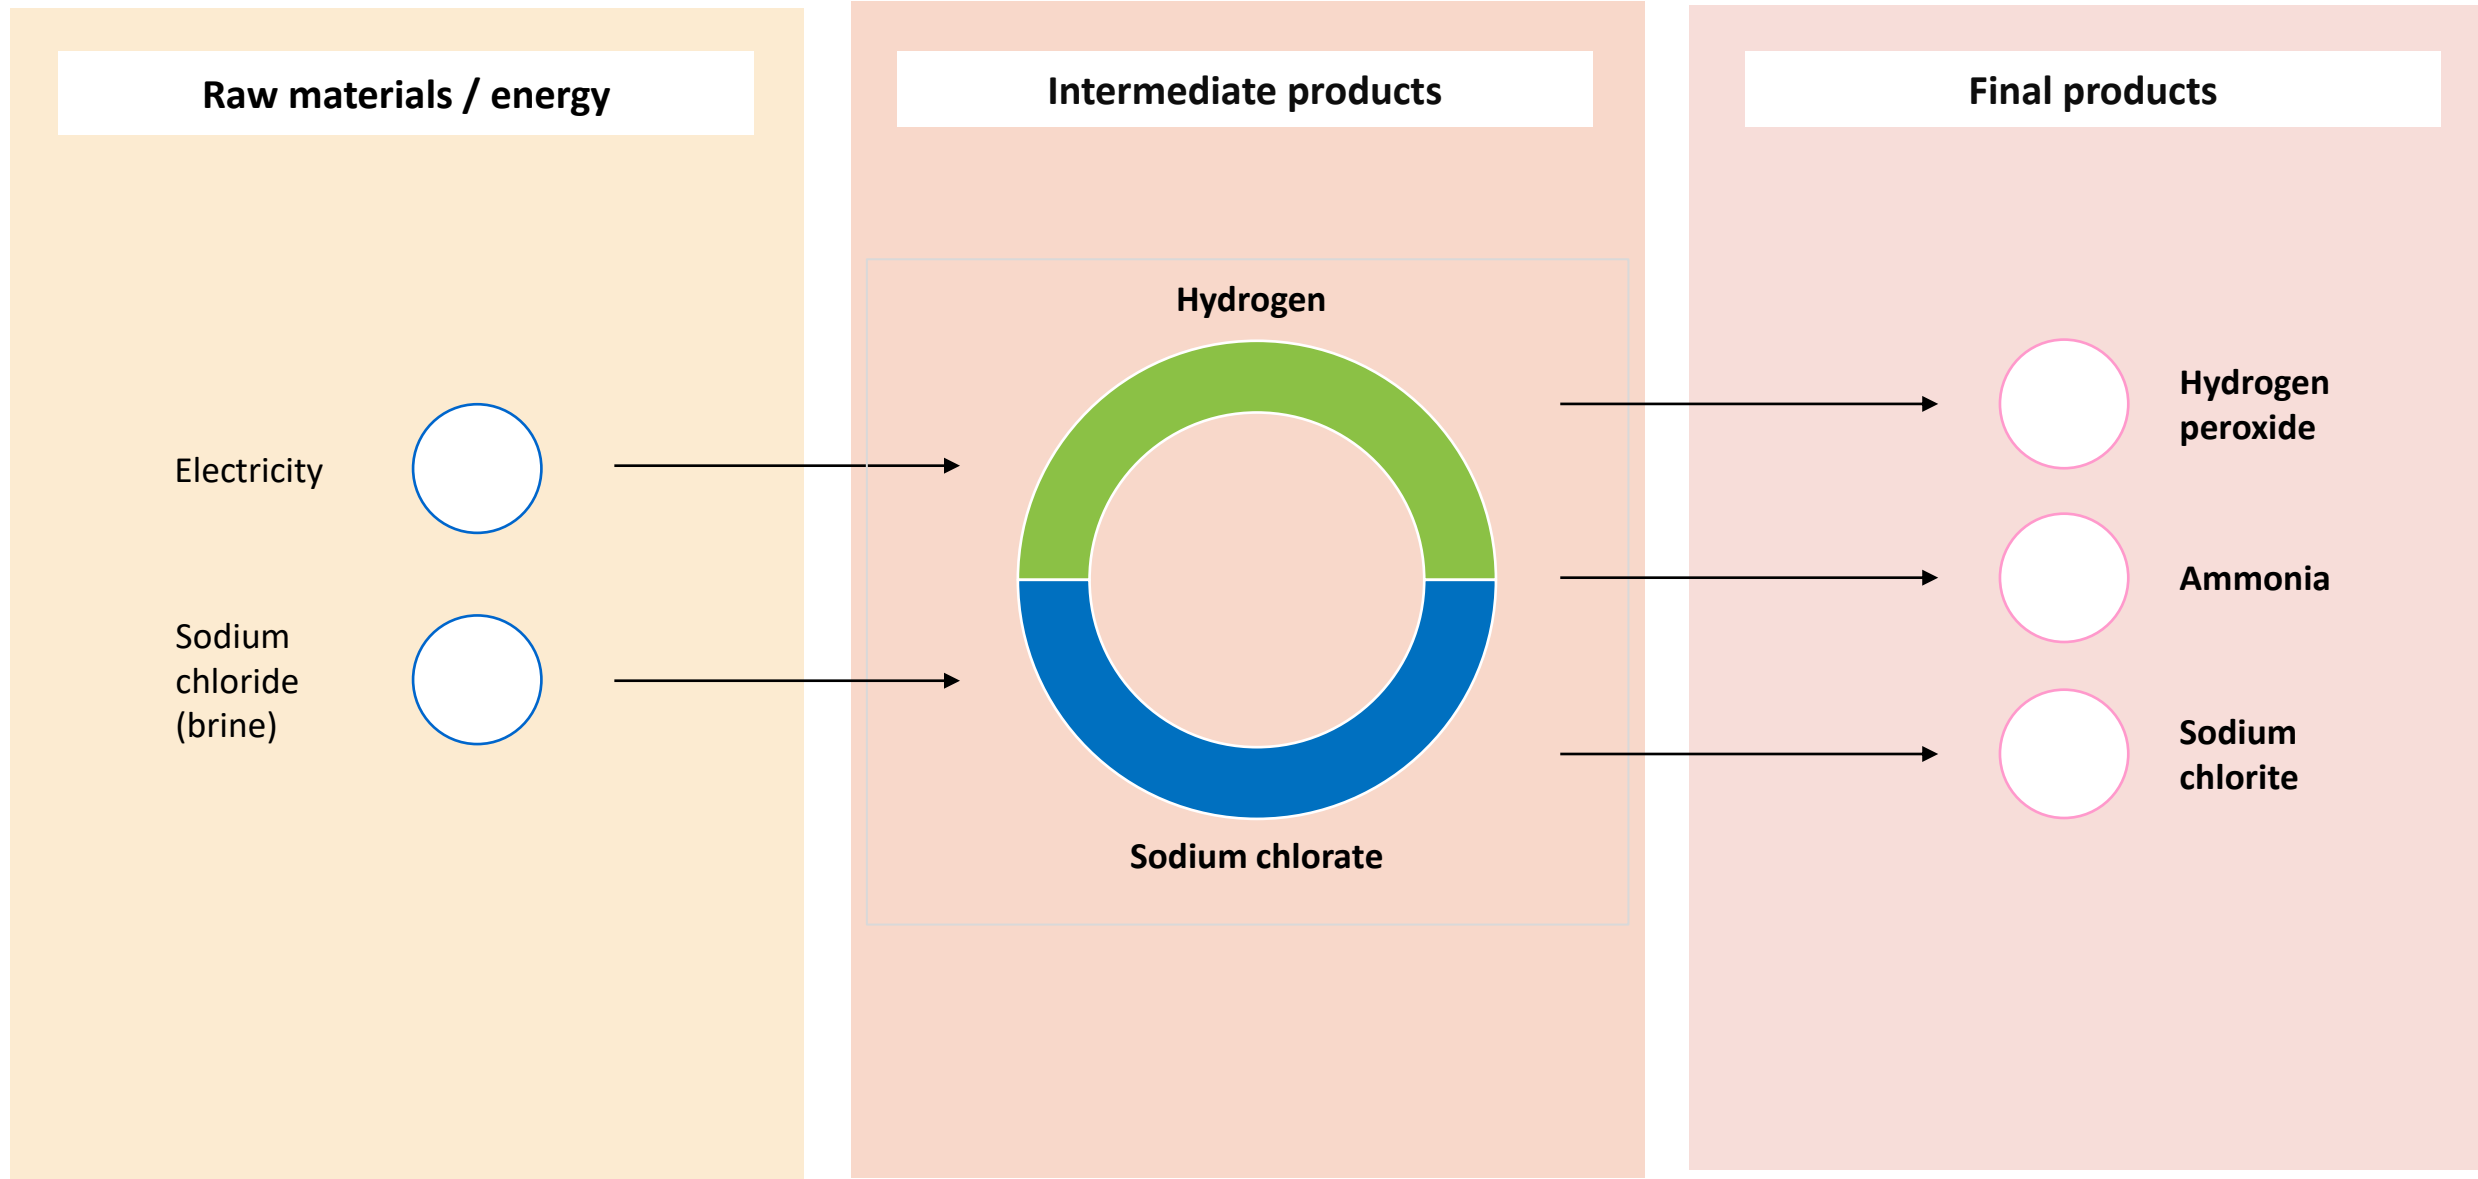 Raw materials / energy
Electricity
Sodium
chloride
(brine)
Intermediate products
Hydrogen
Sodium chlorate
Final products
Hydrogen
peroxide
Ammonia
Sodium
chlorite